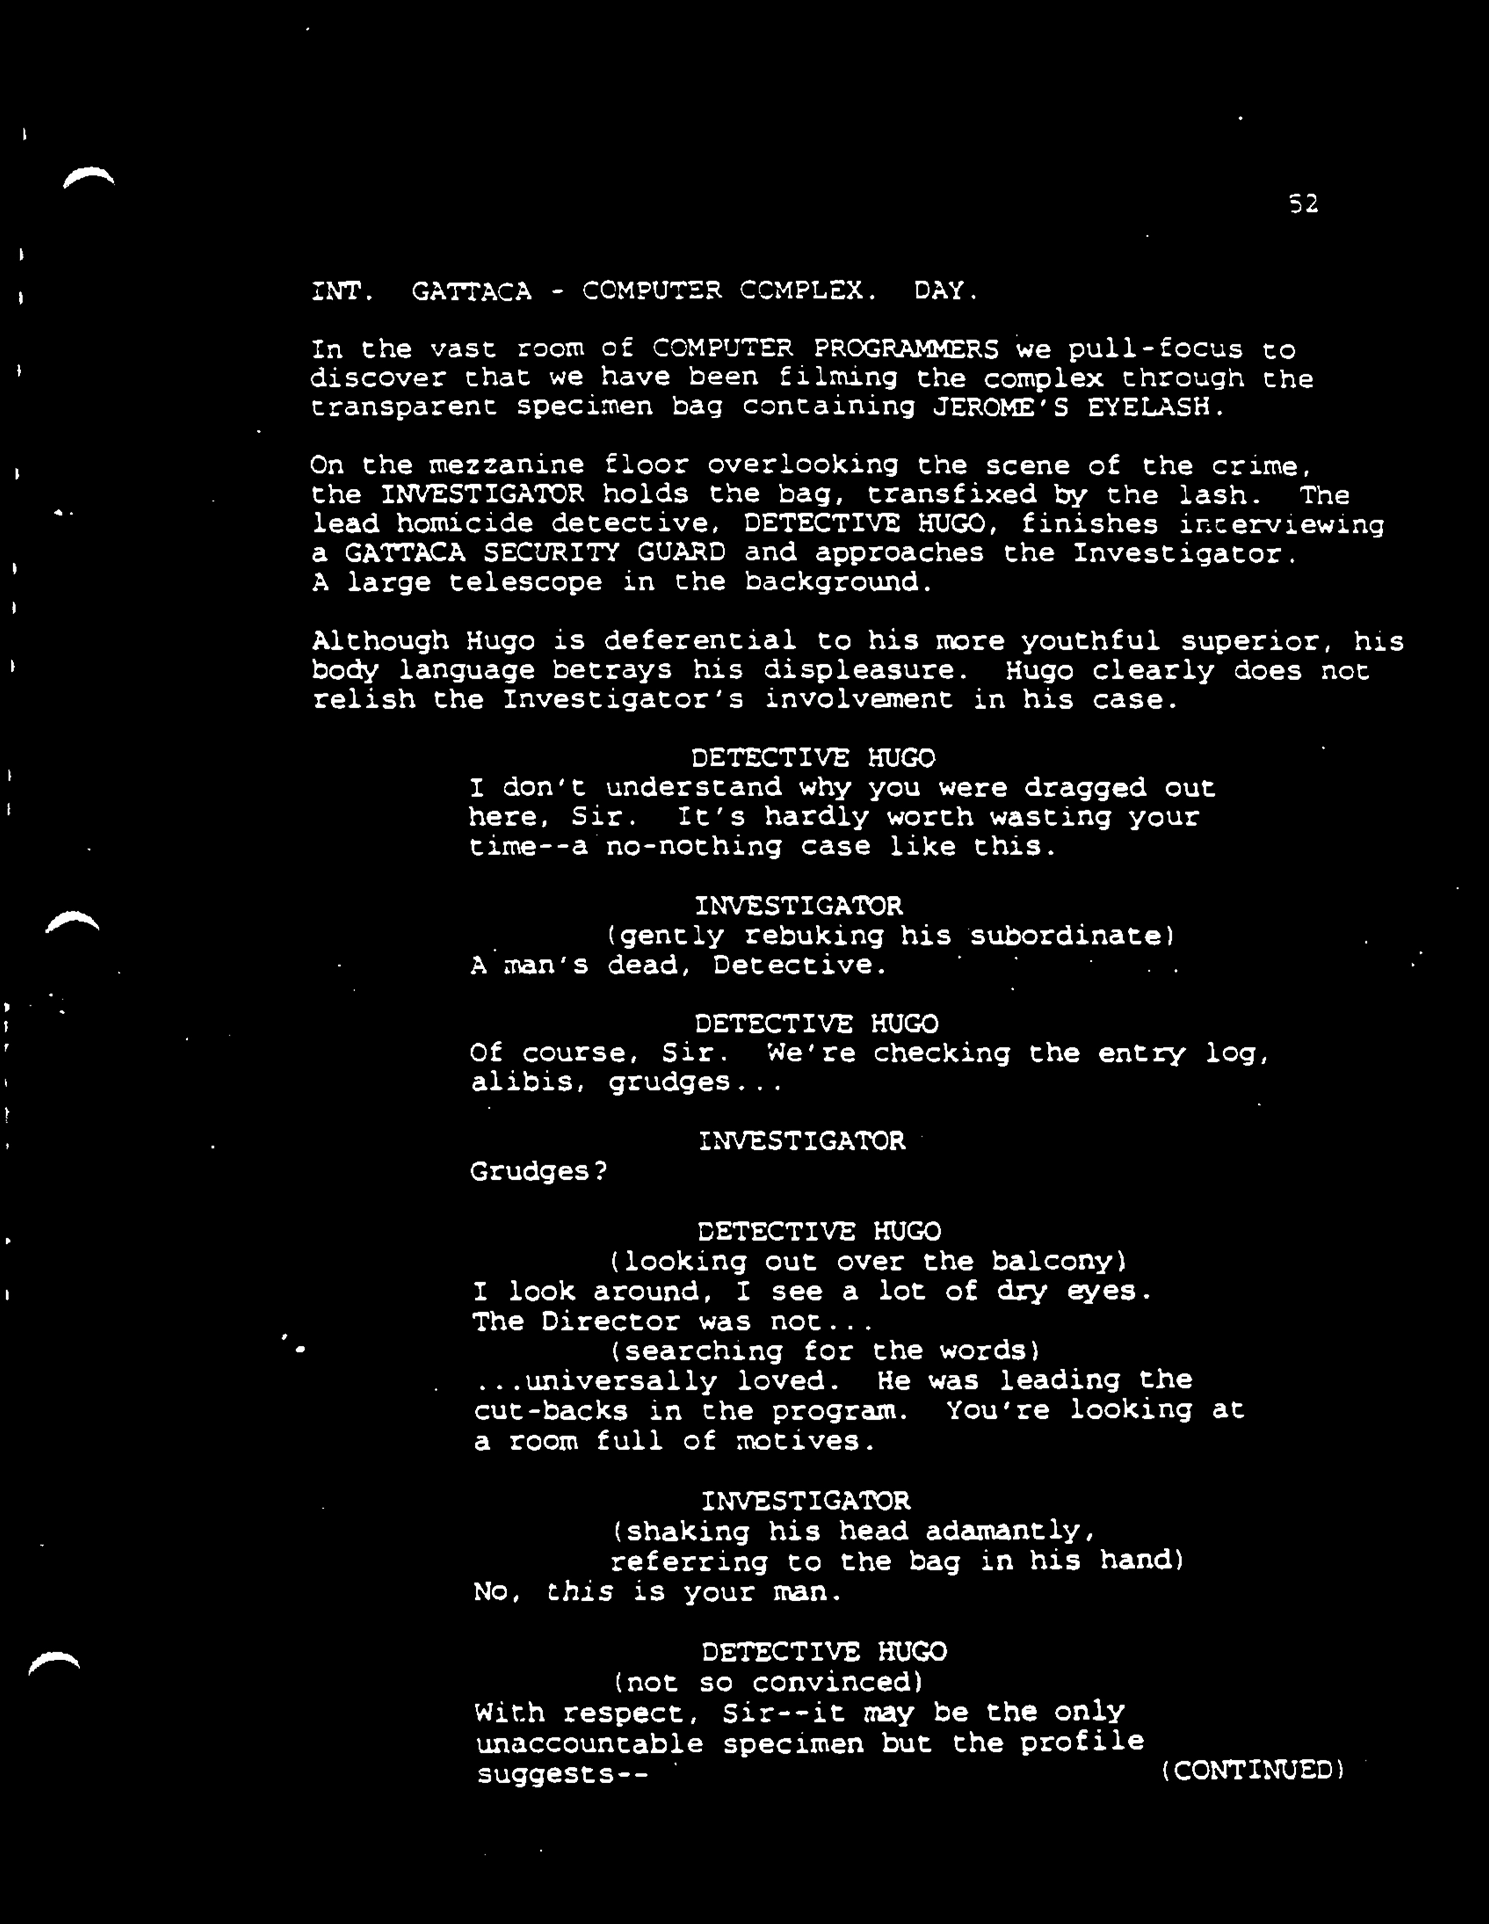 52
INT. GATTACA - COMPUTER COMPLEX. DAY.
In the vast room of COMPUTER PROGRAMMERS we pull-focus to
discover that we have been filming the complex through the
transparent specimen bag containing JEROME'S EYELASH.
On the mezzanine floor overlooking the scene of the crime,
the INVESTIGATOR holds the bag, transfixed by the lash. The
lead homicide detective, DETECTIVE HUGO, finishes interviewing
a GATTACA SECURITY GUARD and approaches the Investigator.
A large telescope in the background.
Although Hugo is deferential to his more youthful superior, his
body language betrays his displeasure. Hugo clearly does not
relish the Investigator's involvement in his case.
DETECTIVE HUGO
I don't understand why you were dragged out
here, Sir. It's hardly worth wasting your
time--a no-nothing case like this.
INVESTIGATOR
(gently rebuking his subordinate)
A man's dead, Detective.
DETECTIVE HUGO
Of course, Sir. We're checking the entry log,
alibis, grudges...
INVESTIGATOR
Grudges?
DETECTIVE HUGO
(looking out over the balcony)
I look around, I see a lot of dry eyes.
The Director was not...
(searching for the words)
...universally loved. He was leading the
cut-backs in the program. You're looking at
a room full of motives.
INVESTIGATOR
(shaking his head adamantly,
referring to the bag in his hand)
No, this is your man.
DETECTIVE HUGO
(not so convinced)
With respect, Sir--it may be the only
unaccountable specimen but the profile
suggests--
(CONTINUED)